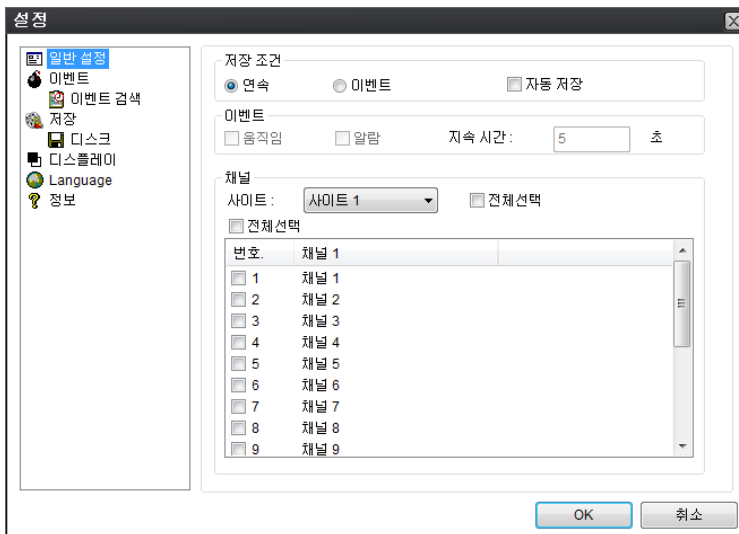 설정
일반 설정
이벤트
이벤트 검색
저장
디스크
디스플레이
Language
정보
저장 조건
연속 이벤트 자동 저장
이벤트
움직임 알람 지속 시간 : 5 초
채널
사이트 : 사이트 1 전체선택
전체선택
번호. 채널 1
1 채널 1
2 채널 2
3 채널 3
4 채널 4
5 채널 5
6 채널 6
7 채널 7
8 채널 8
9 채널 9
OK 취소